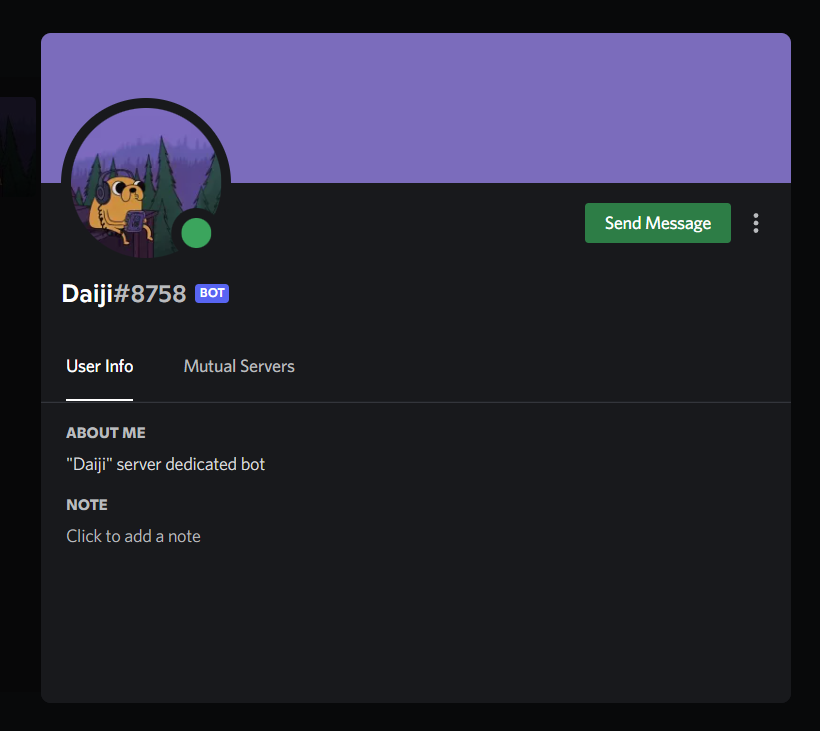 Send Message
Daiji#8758 BOT
User Info Mutual Servers
ABOUT ME
"Daiji" server dedicated bot
NOTE
Click to add a note